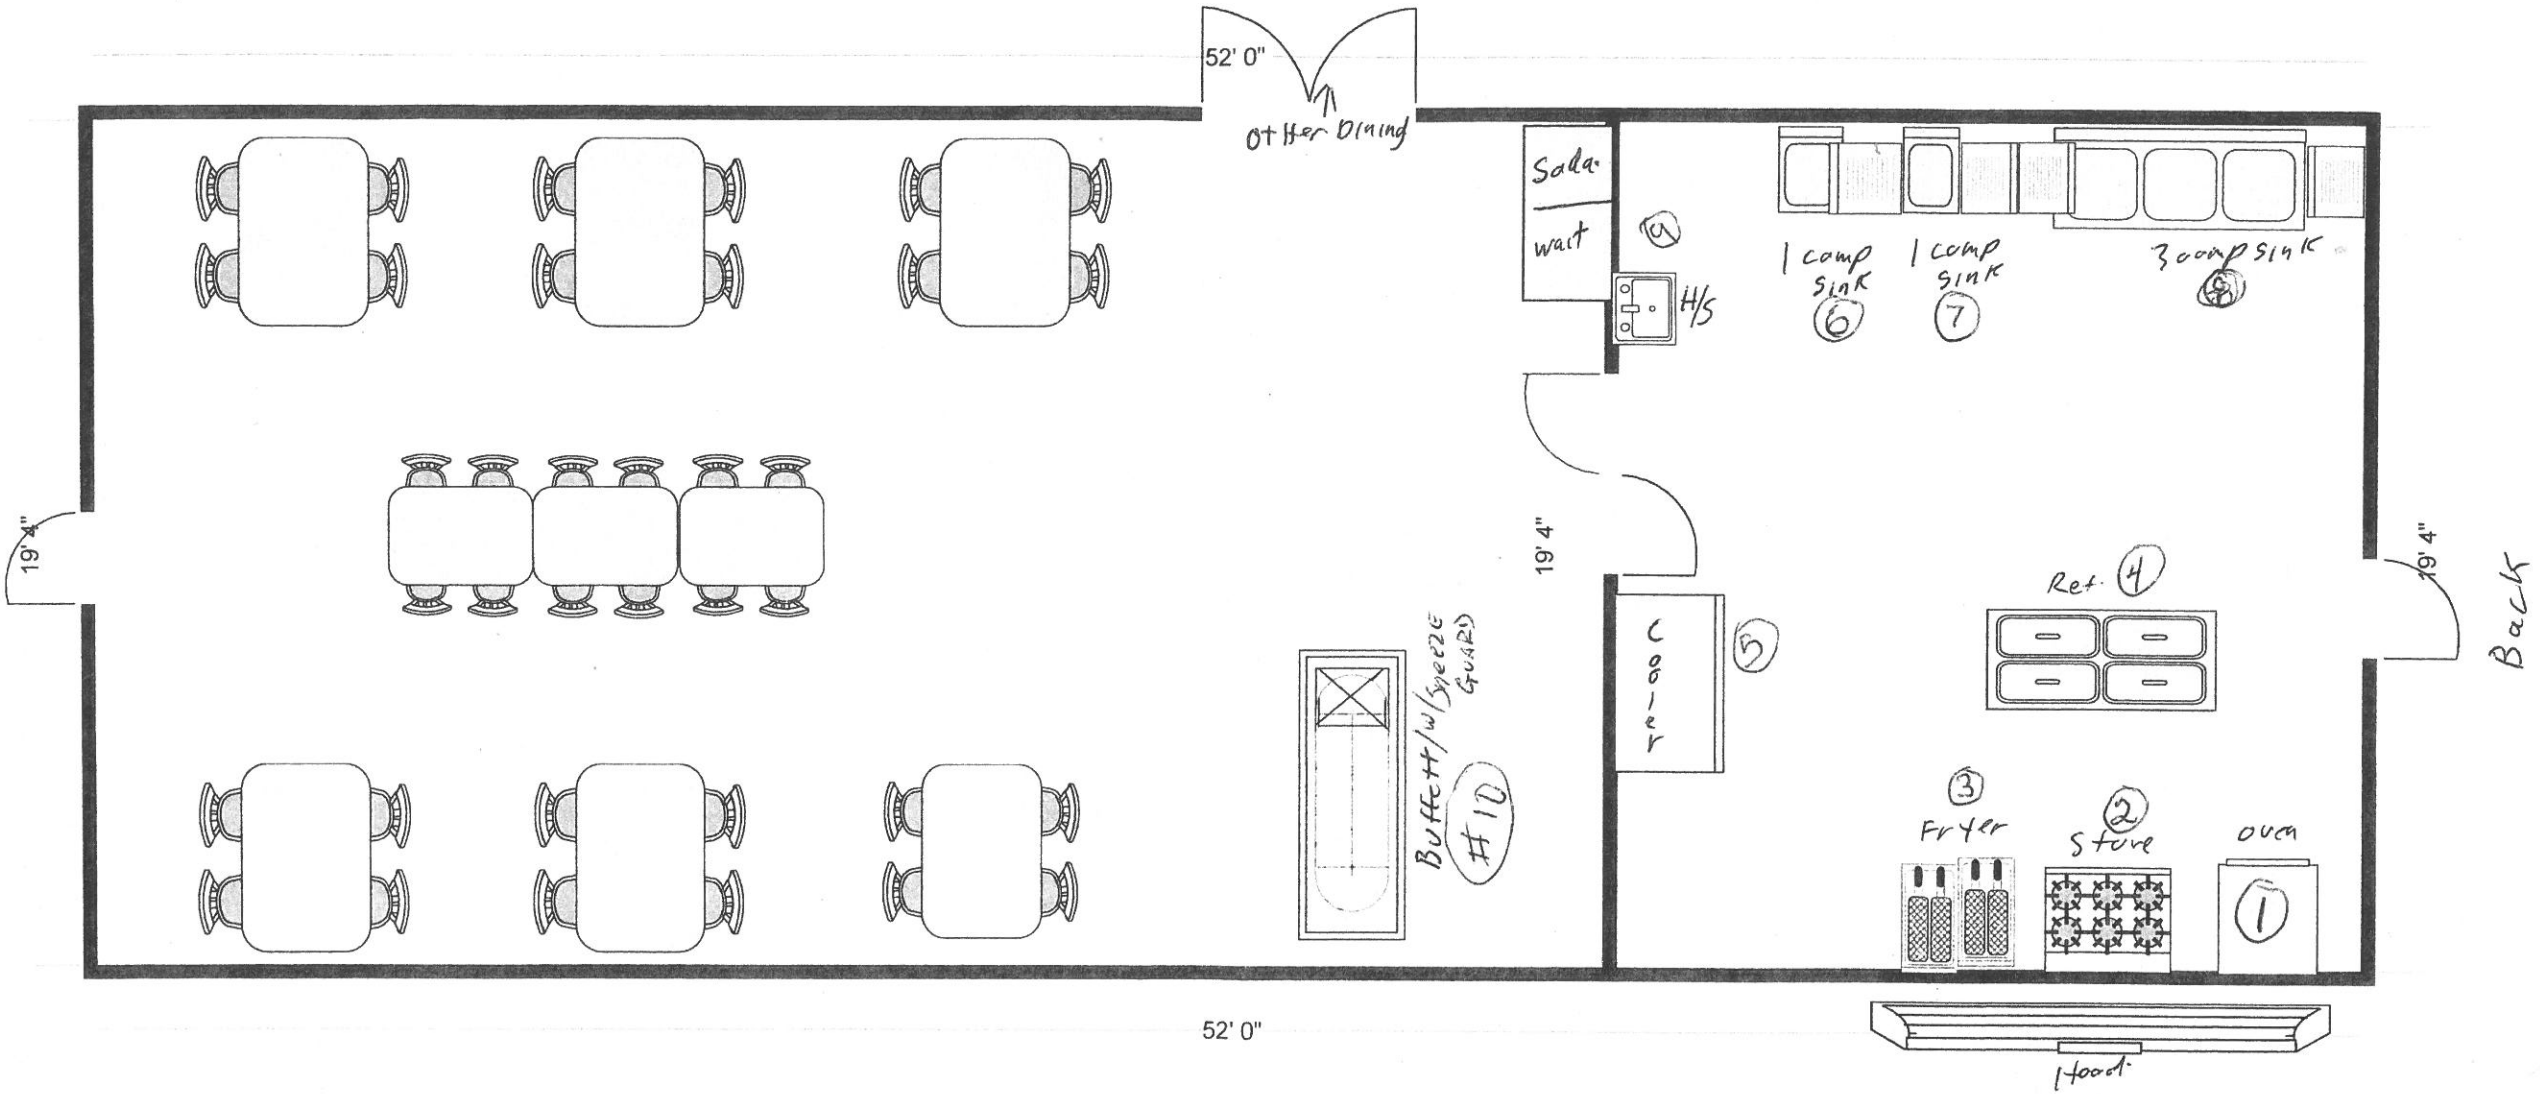 52' 0"
OtHer Dining
Soda
wait
9
H/S
1 comp
sink
6
1 comp
sink
7
3 comp sink
8
19' 4"
19' 4"
19' 4"
Back
Ref. 4
Cooler
5
Buffett/w/Sneeze
GUARD
#10
3
Fryer
2
Stove
oven
1
52' 0"
Hood